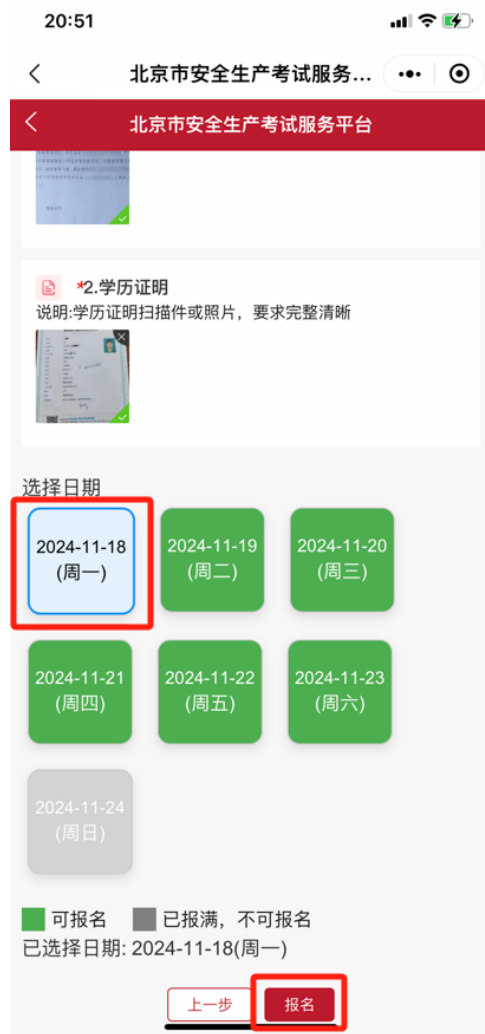 20:51
北京市安全生产考试服务...
北京市安全生产考试服务平台
*2.学历证明
说明:学历证明扫描件或照片，要求完整清晰
选择日期
2024-11-18
(周一)
2024-11-19
(周二)
2024-11-20
(周三)
2024-11-21
(周四)
2024-11-22
(周五)
2024-11-23
(周六)
2024-11-24
(周日)
可报名 已报满，不可报名
已选择日期: 2024-11-18(周一)
上一步 报名